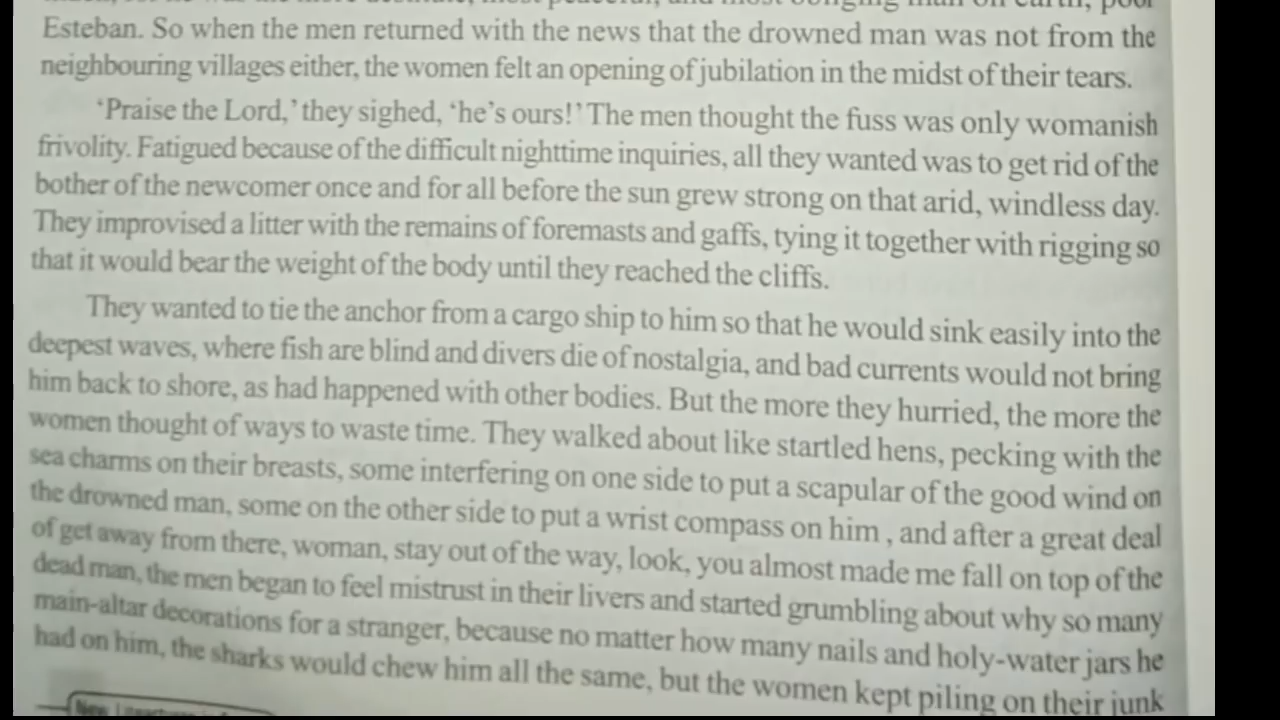 Esteban. So when the men returned with the news that the drowned man was not from the
neighbouring villages either, the women felt an opening of jubilation in the midst of their tears.
‘Praise the Lord,’ they sighed, ‘he’s ours!’ The men thought the fuss was only womanish
frivolity. Fatigued because of the difficult nighttime inquiries, all they wanted was to get rid of the
bother of the newcomer once and for all before the sun grew strong on that arid, windless day.
They improvised a litter with the remains of foremasts and gaffs, tying it together with rigging so
that it would bear the weight of the body until they reached the cliffs.
They wanted to tie the anchor from a cargo ship to him so that he would sink easily into the
deepest waves, where fish are blind and divers die of nostalgia, and bad currents would not bring
him back to shore, as had happened with other bodies. But the more they hurried, the more the
women thought of ways to waste time. They walked about like startled hens, pecking with the
sea charms on their breasts, some interfering on one side to put a scapular of the good wind on
the drowned man, some on the other side to put a wrist compass on him , and after a great deal
of get away from there, woman, stay out of the way, look, you almost made me fall on top of the
dead man, the men began to feel mistrust in their livers and started grumbling about why so many
main-altar decorations for a stranger, because no matter how many nails and holy-water jars he
had on him, the sharks would chew him all the same, but the women kept piling on their junk